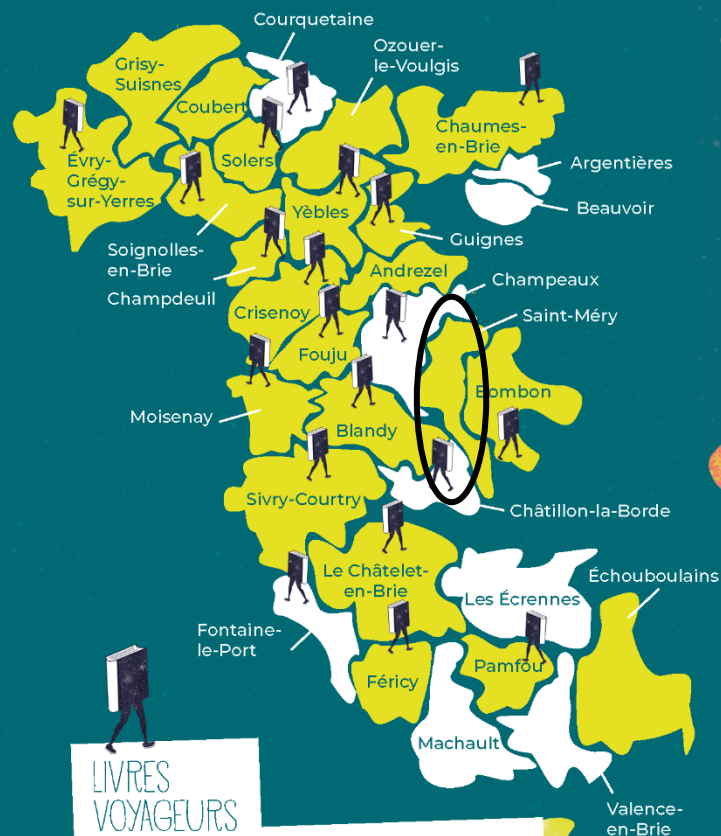 Courquetaine
Ozouer-
le-Voulgis
Grisy-
Suisnes
Coubert
Chaumes-
en-Brie
Évry-
Grégy-
sur-Yerres
Solers
Argentières
Beauvoir
Yèbles
Soignolles-
en-Brie
Guignes
Champdeuil
Andrezel
Champeaux
Crisenoy
Saint-Méry
Fouju
Bombon
Moisenay
Blandy
Sivry-Courtry
Châtillon-la-Borde
Le Châtelet-
en-Brie
Échouboulains
Les Écrennes
Fontaine-
le-Port
Féricy
Pamfou
Machault
LIVRES
VOYAGEURS
Valence-
en-Brie